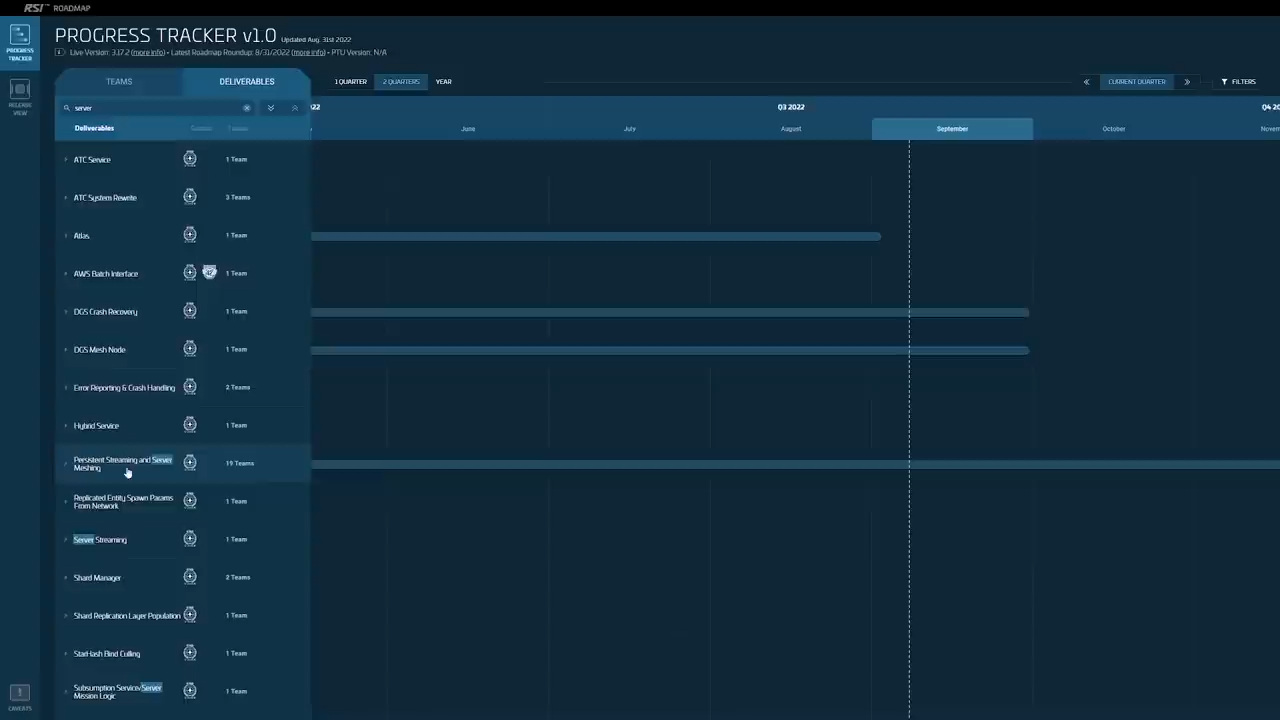 RSI ROADMAP
PROGRESS TRACKER
RELEASE VIEW
CAVEATS
PROGRESS TRACKER v1.0 Updated Aug. 31st 2022
Live Version: 3.17.2 (more info) • Latest Roadmap Roundup: 8/31/2022 (more info) • PTU Version: N/A
TEAMS DELIVERABLES 1 QUARTER 2 QUARTERS YEAR CURRENT QUARTER FILTERS
server 22 Q3 2022 Q4 20
Deliverables June July August September October Novem
ATC Service 1 Team
ATC System Rewrite 3 Teams
Atlas 1 Team
AWS Batch Interface 1 Team
DGS Crash Recovery 1 Team
DGS Mesh Node 1 Team
Error Reporting & Crash Handling 2 Teams
Hybrid Service 1 Team
Persistent Streaming and Server
Meshing 19 Teams
Replicated Entity Spawn Params
From Network 1 Team
Server Streaming 1 Team
Shard Manager 2 Teams
Shard Replication Layer Population 1 Team
StarHash Bind Culling 1 Team
Subsumption Service/Server
Mission Logic 1 Team